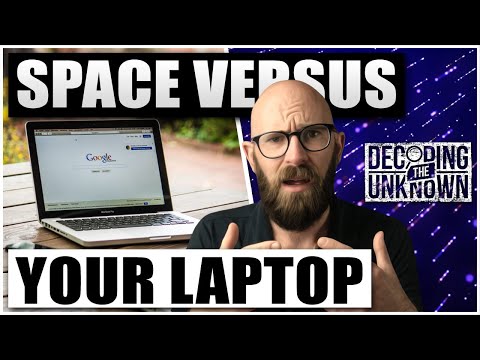 SPACE VERSUS
Google
DECODING
THE
UNKNOWN
YOUR LAPTOP